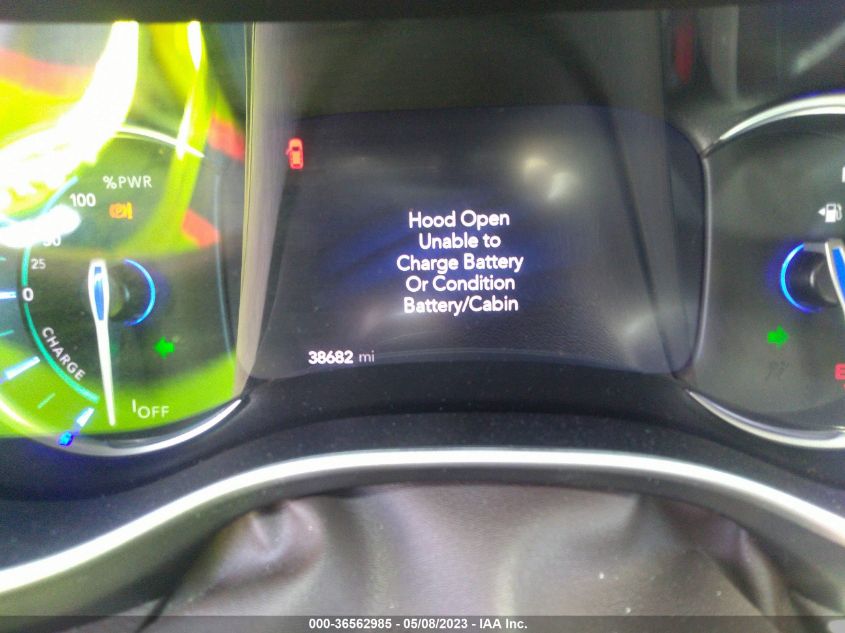 %PWR
100
50
25
0
CHARGE
OFF
Hood Open
Unable to
Charge Battery
Or Condition
Battery/Cabin
38682 mi
000-36562985 - 05/08/2023 - IAA Inc.